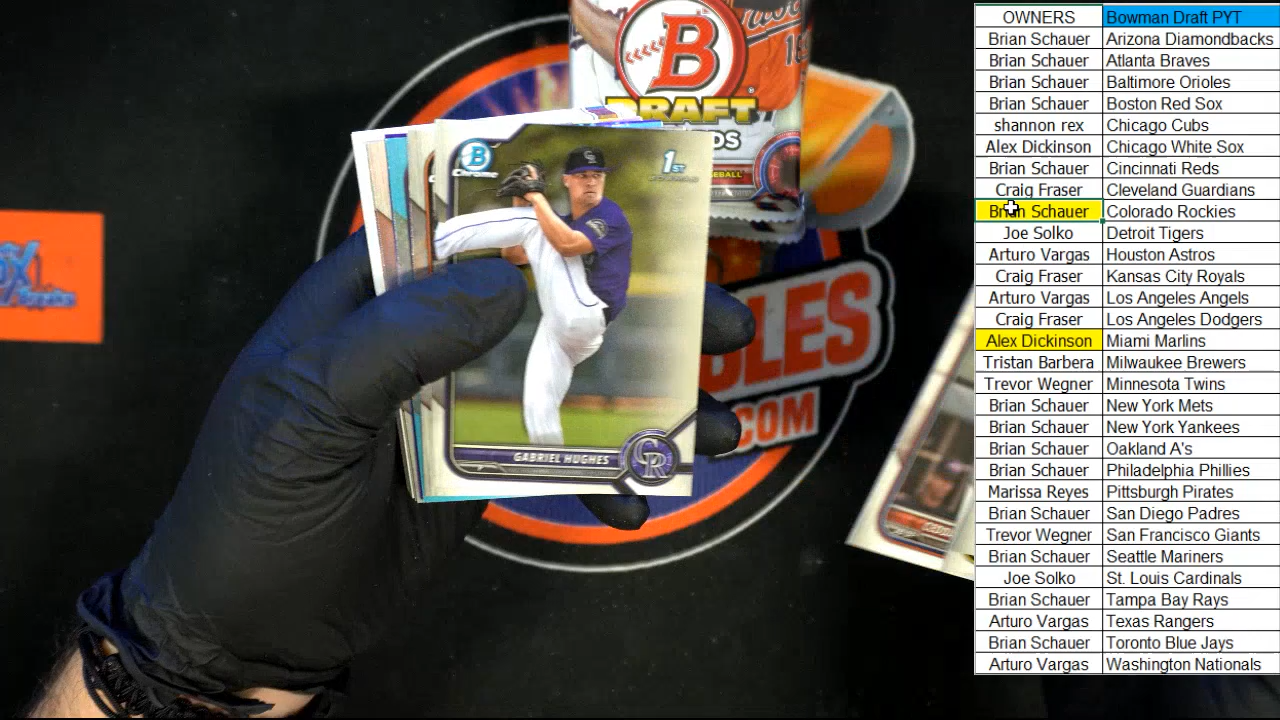 B
DRAFT
DS
BASEBALL
B
Chrome
1ST
BOWMAN
CR
GABRIEL HUGHES
CR
BLES
.COM
OWNERS Bowman Draft PYT
Brian Schauer Arizona Diamondbacks
Brian Schauer Atlanta Braves
Brian Schauer Baltimore Orioles
Brian Schauer Boston Red Sox
shannon rex Chicago Cubs
Alex Dickinson Chicago White Sox
Brian Schauer Cincinnati Reds
Craig Fraser Cleveland Guardians
Brian Schauer Colorado Rockies
Joe Solko Detroit Tigers
Arturo Vargas Houston Astros
Craig Fraser Kansas City Royals
Arturo Vargas Los Angeles Angels
Craig Fraser Los Angeles Dodgers
Alex Dickinson Miami Marlins
Tristan Barbera Milwaukee Brewers
Trevor Wegner Minnesota Twins
Brian Schauer New York Mets
Brian Schauer New York Yankees
Brian Schauer Oakland A's
Brian Schauer Philadelphia Phillies
Marissa Reyes Pittsburgh Pirates
Brian Schauer San Diego Padres
Trevor Wegner San Francisco Giants
Brian Schauer Seattle Mariners
Joe Solko St. Louis Cardinals
Brian Schauer Tampa Bay Rays
Arturo Vargas Texas Rangers
Brian Schauer Toronto Blue Jays
Arturo Vargas Washington Nationals